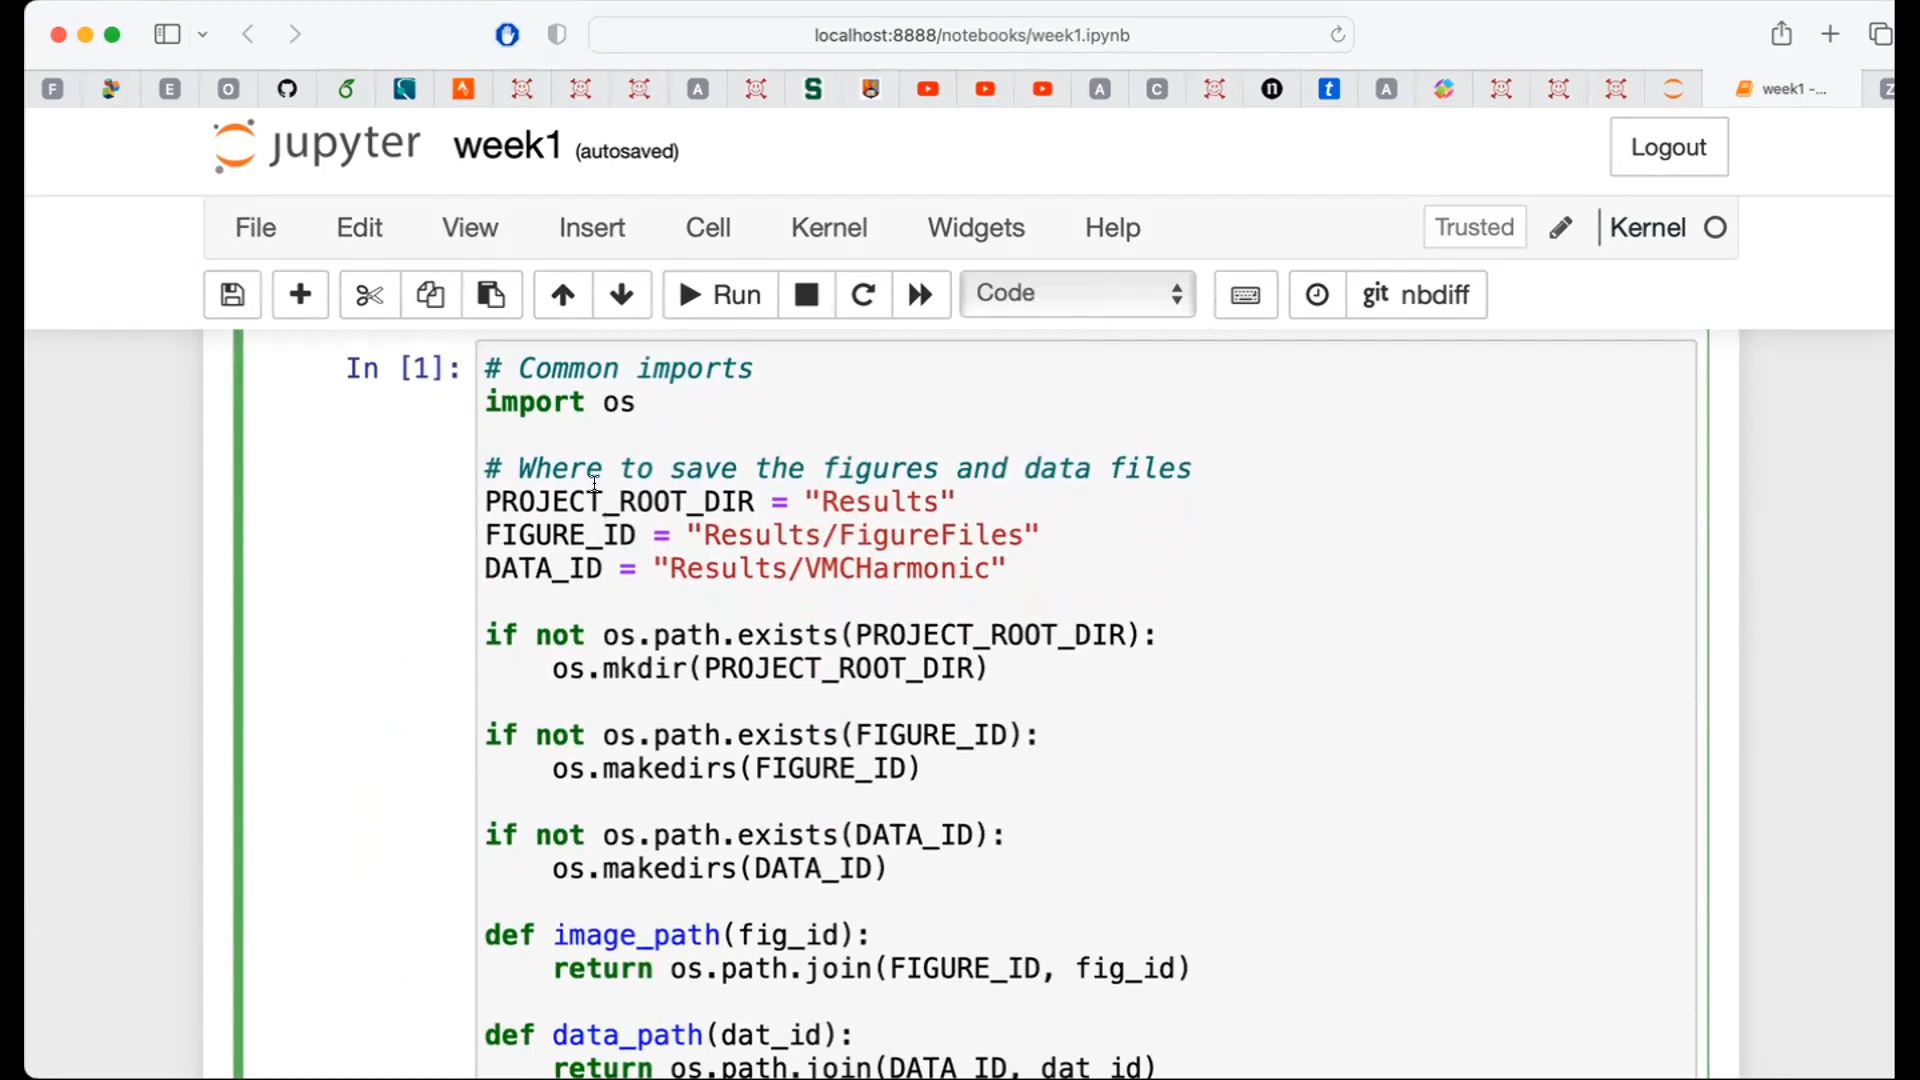 localhost:8888/notebooks/week1.ipynb
F E O A S A C n t A week1 -... Z
jupyter week1 (autosaved) Logout
File Edit View Insert Cell Kernel Widgets Help Trusted Kernel
Run Code git nbdiff
In [1]: # Common imports
import os
# Where to save the figures and data files
PROJECT_ROOT_DIR = "Results"
FIGURE_ID = "Results/FigureFiles"
DATA_ID = "Results/VMCHarmonic"
if not os.path.exists(PROJECT_ROOT_DIR):
os.mkdir(PROJECT_ROOT_DIR)
if not os.path.exists(FIGURE_ID):
os.makedirs(FIGURE_ID)
if not os.path.exists(DATA_ID):
os.makedirs(DATA_ID)
def image_path(fig_id):
return os.path.join(FIGURE_ID, fig_id)
def data_path(dat_id):
return os.path.join(DATA_ID, dat_id)